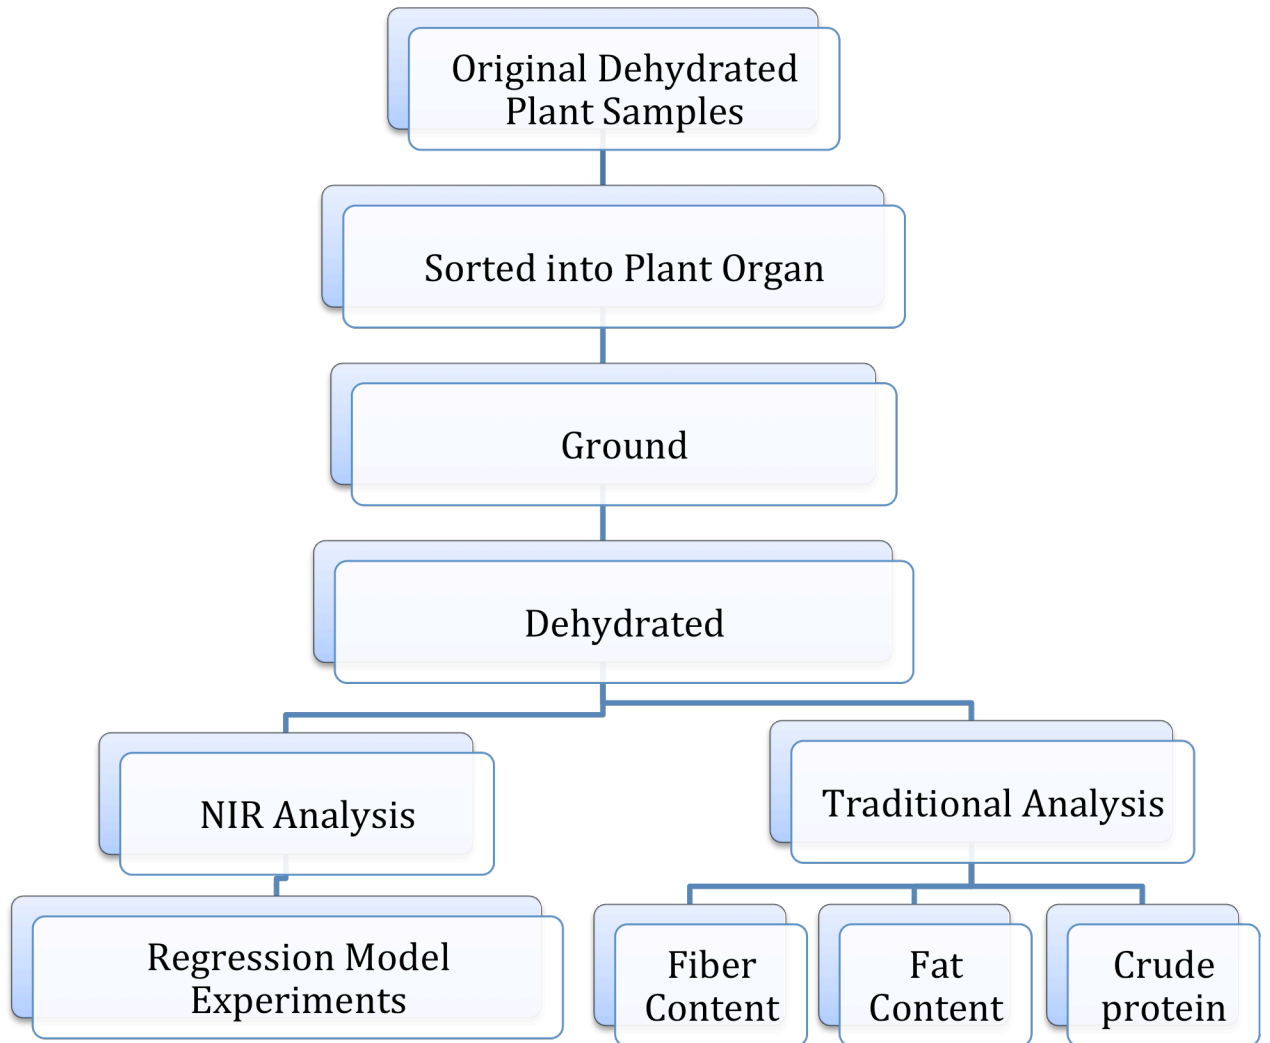 Original Dehydrated
Plant Samples
Sorted into Plant Organ
Ground
Dehydrated
NIR Analysis
Traditional Analysis
Regression Model
Experiments
Fiber
Content
Fat
Content
Crude
protein